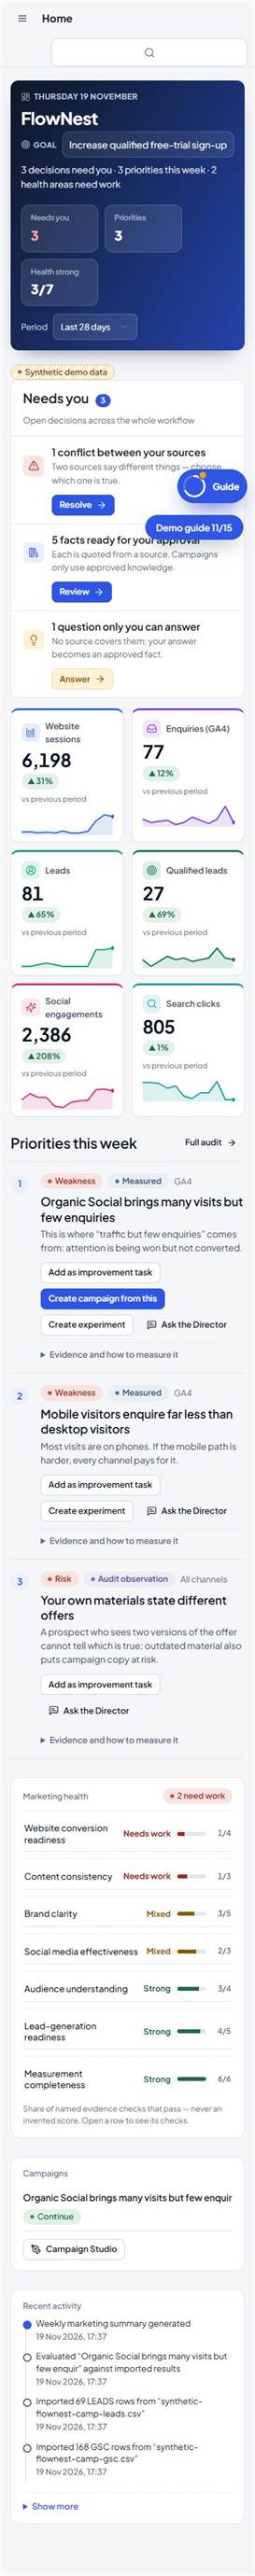 Home
THURSDAY 19 NOVEMBER
FlowNest
GOAL Increase qualified free-trial sign-up
3 decisions need you · 3 priorities this week · 2
health areas need work
Needs you
3
Priorities
3
Health strong
3/7
Period Last 28 days
Synthetic demo data
Needs you 3
Open decisions across the whole workflow
1 conflict between your sources
Two sources say different things — choose
which one is true.
Guide
Resolve →
Demo guide 11/15
5 facts ready for your approval
Each is quoted from a source. Campaigns
only use approved knowledge.
Review →
1 question only you can answer
No source covers them; your answer
becomes an approved fact.
Answer →
Website
sessions
6,198
▲ 31%
vs previous period
Enquiries (GA4)
77
▲ 12%
vs previous period
Leads
81
▲ 65%
vs previous period
Qualified leads
27
▲ 69%
vs previous period
Social
engagements
2,386
▲ 208%
vs previous period
Search clicks
805
▲ 1%
vs previous period
Priorities this week
Full audit →
1
Weakness Measured GA4
Organic Social brings many visits but
few enquiries
This is where "traffic but few enquiries" comes
from: attention is being won but not converted.
Add as improvement task
Create campaign from this
Create experiment Ask the Director
▶ Evidence and how to measure it
2
Weakness Measured GA4
Mobile visitors enquire far less than
desktop visitors
Most visits are on phones. If the mobile path is
harder, every channel pays for it.
Add as improvement task
Create experiment Ask the Director
▶ Evidence and how to measure it
3
Risk Audit observation All channels
Your own materials state different
offers
A prospect who sees two versions of the offer
cannot tell which is true; outdated material also
puts campaign copy at risk.
Add as improvement task
Ask the Director
▶ Evidence and how to measure it
Marketing health 2 need work
Website conversion
readiness
Needs work 1/4
Content consistency Needs work 1/3
Brand clarity Mixed 3/5
Social media effectiveness Mixed 2/3
Audience understanding Strong 3/4
Lead-generation
readiness
Strong 4/5
Measurement
completeness
Strong 6/6
Share of named evidence checks that pass — never an
invented score. Open a row to see its checks.
Campaigns
Organic Social brings many visits but few enquir
Continue
Campaign Studio
Recent activity
Weekly marketing summary generated
19 Nov 2026, 17:37
Evaluated "Organic Social brings many visits but
few enquir" against imported results
19 Nov 2026, 17:37
Imported 69 LEADS rows from "synthetic-
flownest-camp-leads.csv"
19 Nov 2026, 17:37
Imported 168 GSC rows from "synthetic-
flownest-camp-gsc.csv"
19 Nov 2026, 17:37
▶ Show more